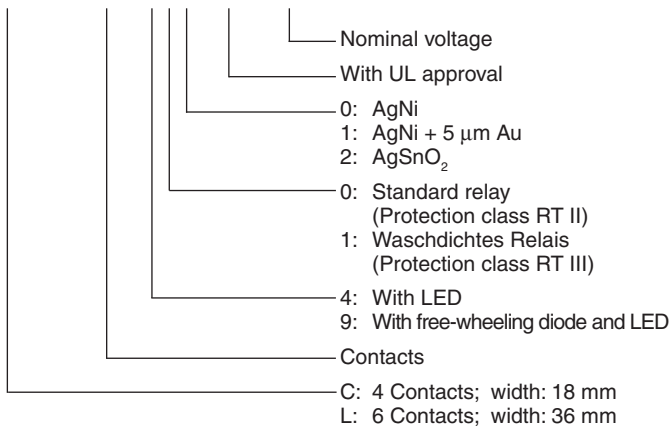 Nominal voltage
With UL approval
0: AgNi
1: AgNi + 5 μm Au
2: AgSnO₂
0: Standard relay
(Protection class RT II)
1: Waschdichtes Relais
(Protection class RT III)
4: With LED
9: With free-wheeling diode and LED
Contacts
C: 4 Contacts; width: 18 mm
L: 6 Contacts; width: 36 mm